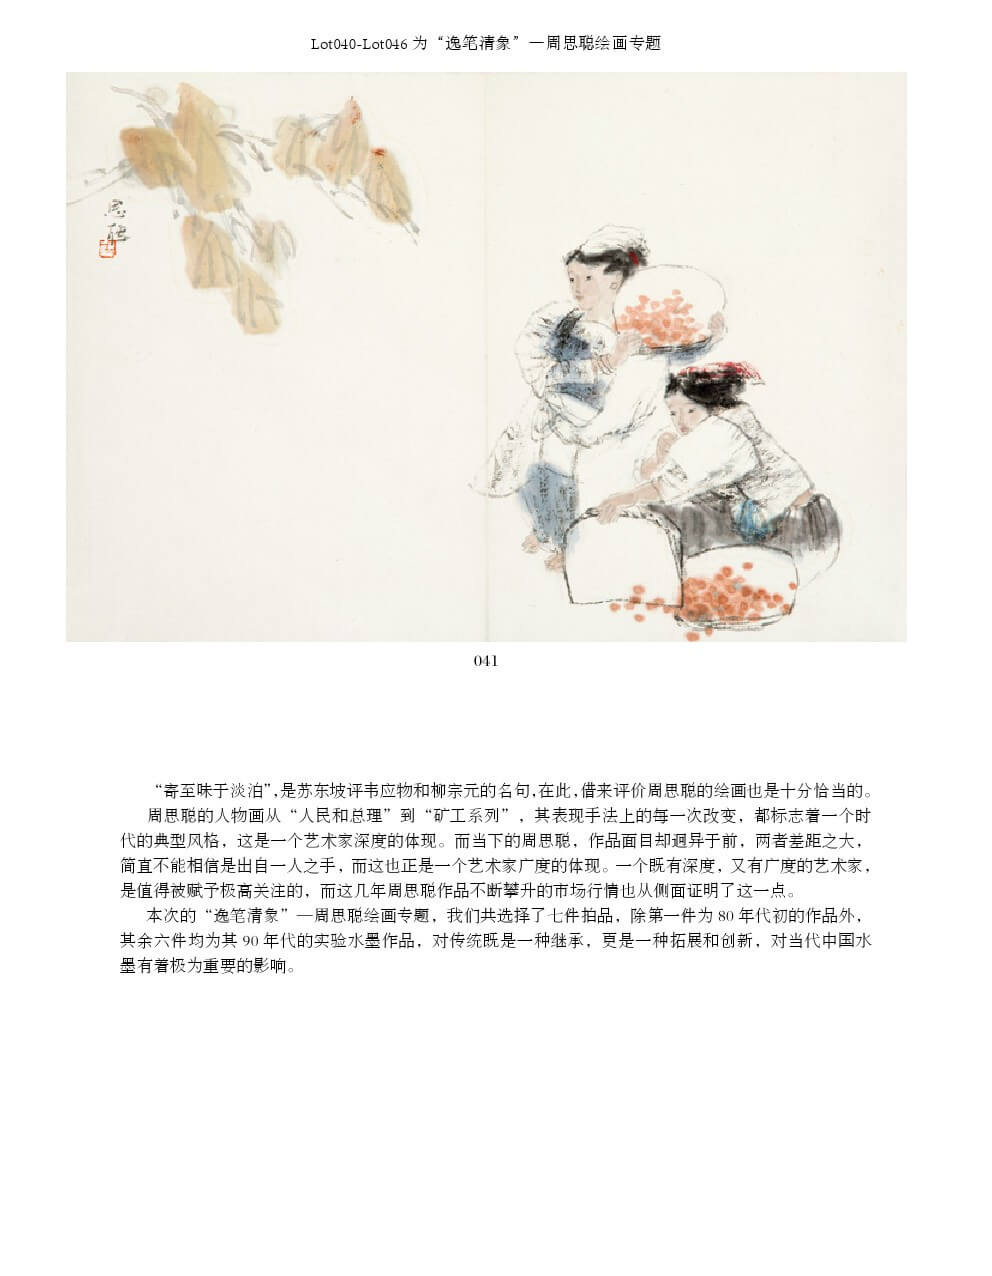 Lot040-Lot046 为“逸笔清象”—周思聪绘画专题
思聪
041
“寄至味于淡泊”，是苏东坡评韦应物和柳宗元的名句，在此，借来评价周思聪的绘画也是十分恰当的。
周思聪的人物画从“人民和总理”到“矿工系列”，其表现手法上的每一次改变，都标志着一个时
代的典型风格，这是一个艺术家深度的体现。而当下的周思聪，作品面目却迥异于前，两者差距之大，
简直不能相信是出自一人之手，而这也正是一个艺术家广度的体现。一个既有深度，又有广度的艺术家，
是值得被赋予极高关注的，而这几年周思聪作品不断攀升的市场行情也从侧面证明了这一点。
本次的“逸笔清象”—周思聪绘画专题，我们共选择了七件拍品，除第一件为 80 年代初的作品外，
其余六件均为其 90 年代的实验水墨作品，对传统既是一种继承，更是一种拓展和创新，对当代中国水
墨有着极为重要的影响。